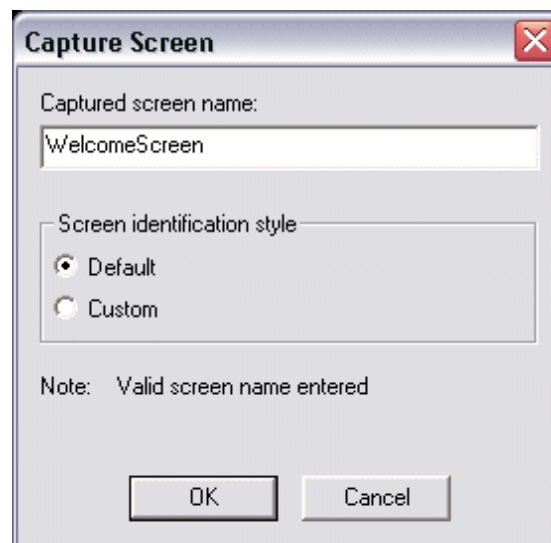 Capture Screen
Captured screen name:
WelcomeScreen
Screen identification style
Default
Custom
Note: Valid screen name entered
OK Cancel